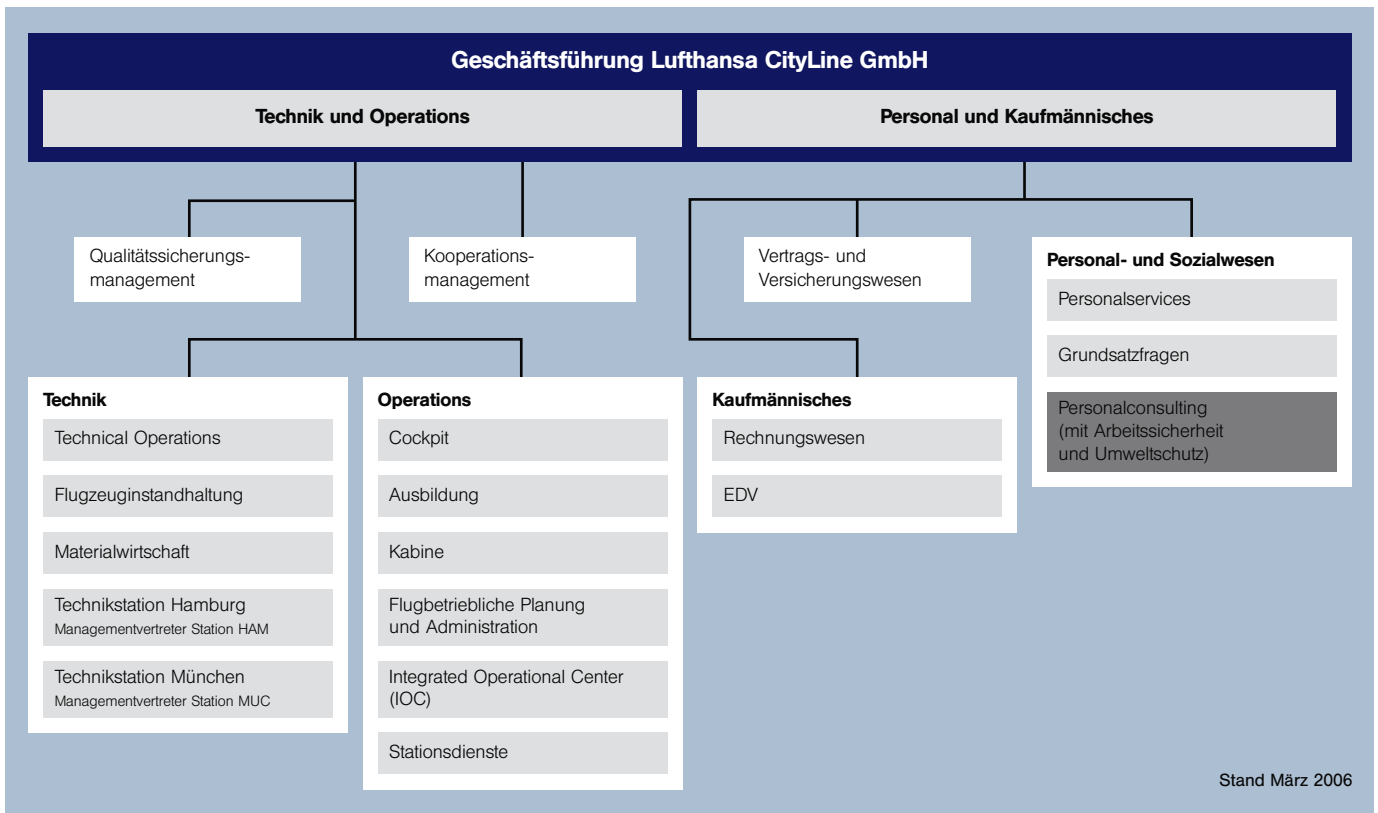 Geschäftsführung Lufthansa CityLine GmbH
Technik und Operations
Personal und Kaufmännisches
Qualitätssicherungs-
management
Kooperations-
management
Vertrags- und
Versicherungswesen
Personal- und Sozialwesen
Personalservices
Grundsatzfragen
Personalconsulting
(mit Arbeitssicherheit
und Umweltschutz)
Technik
Technical Operations
Flugzeuginstandhaltung
Materialwirtschaft
Technikstation Hamburg
Managementvertreter Station HAM
Technikstation München
Managementvertreter Station MUC
Operations
Cockpit
Ausbildung
Kabine
Flugbetriebliche Planung
und Administration
Integrated Operational Center
(IOC)
Stationsdienste
Kaufmännisches
Rechnungswesen
EDV
Stand März 2006